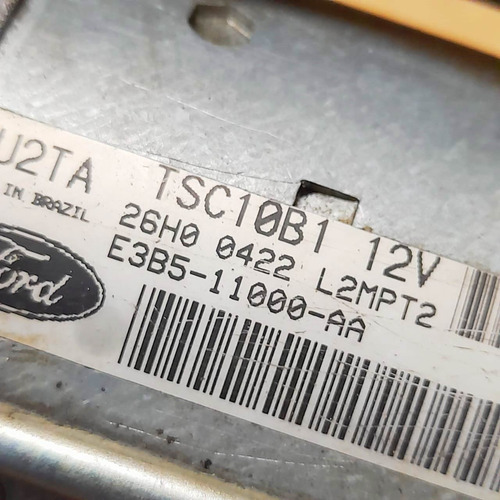 U2TA TSC10B1 12V
IN BRAZIL 26H0 0422 L2MPT2
Ford E3B5-11000-AA